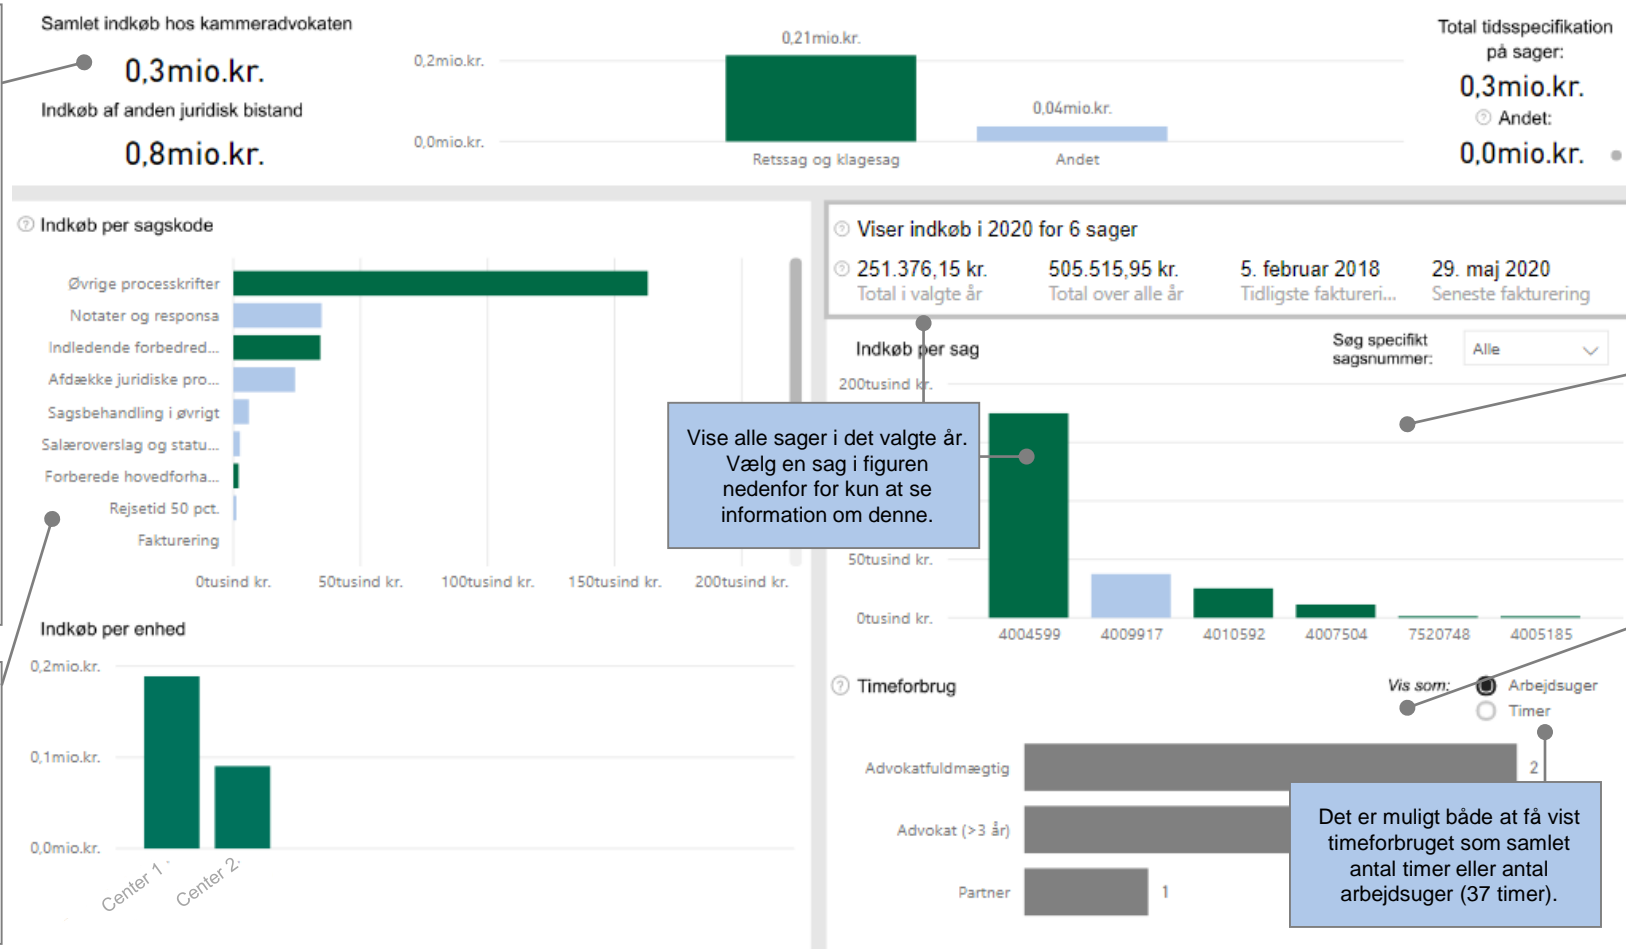 Samlet indkøb hos kammeradvokaten
0,3mio.kr.
Indkøb af anden juridisk bistand
0,8mio.kr.
0,2mio.kr.
0,0mio.kr.
0,21mio.kr.
0,04mio.kr.
Retssag og klagesag
Andet
Total tidsspecifikation
på sager:
0,3mio.kr.
Andet:
0,0mio.kr.
Indkøb per sagskode
Øvrige processkrifter
Notater og responsa
Indledende forbedred...
Afdække juridiske pro...
Sagsbehandling i øvrigt
Salæroverslag og statu...
Forberede hovedforha...
Rejsetid 50 pct.
Fakturering
0tusind kr.
50tusind kr.
100tusind kr.
150tusind kr.
200tusind kr.
Indkøb per enhed
0,2mio.kr.
0,1mio.kr.
0,0mio.kr.
Center 1.
Center 2.
Viser indkøb i 2020 for 6 sager
251.376,15 kr.
Total i valgte år
505.515,95 kr.
Total over alle år
5. februar 2018
Tidligste faktureri...
29. maj 2020
Seneste fakturering
Indkøb per sag
Søg specifikt
sagsnummer:
Alle
200tusind kr.
Vise alle sager i det valgte år.
Vælg en sag i figuren
nedenfor for kun at se
information om denne.
50tusind kr.
0tusind kr.
4004599
4009917
4010592
4007504
7520748
4005185
Timeforbrug
Vis som:
Arbejdsuger
Timer
Advokatfuldmægtig
2
Advokat (>3 år)
Partner
1
Det er muligt både at få vist
timeforbruget som samlet
antal timer eller antal
arbejdsuger (37 timer).